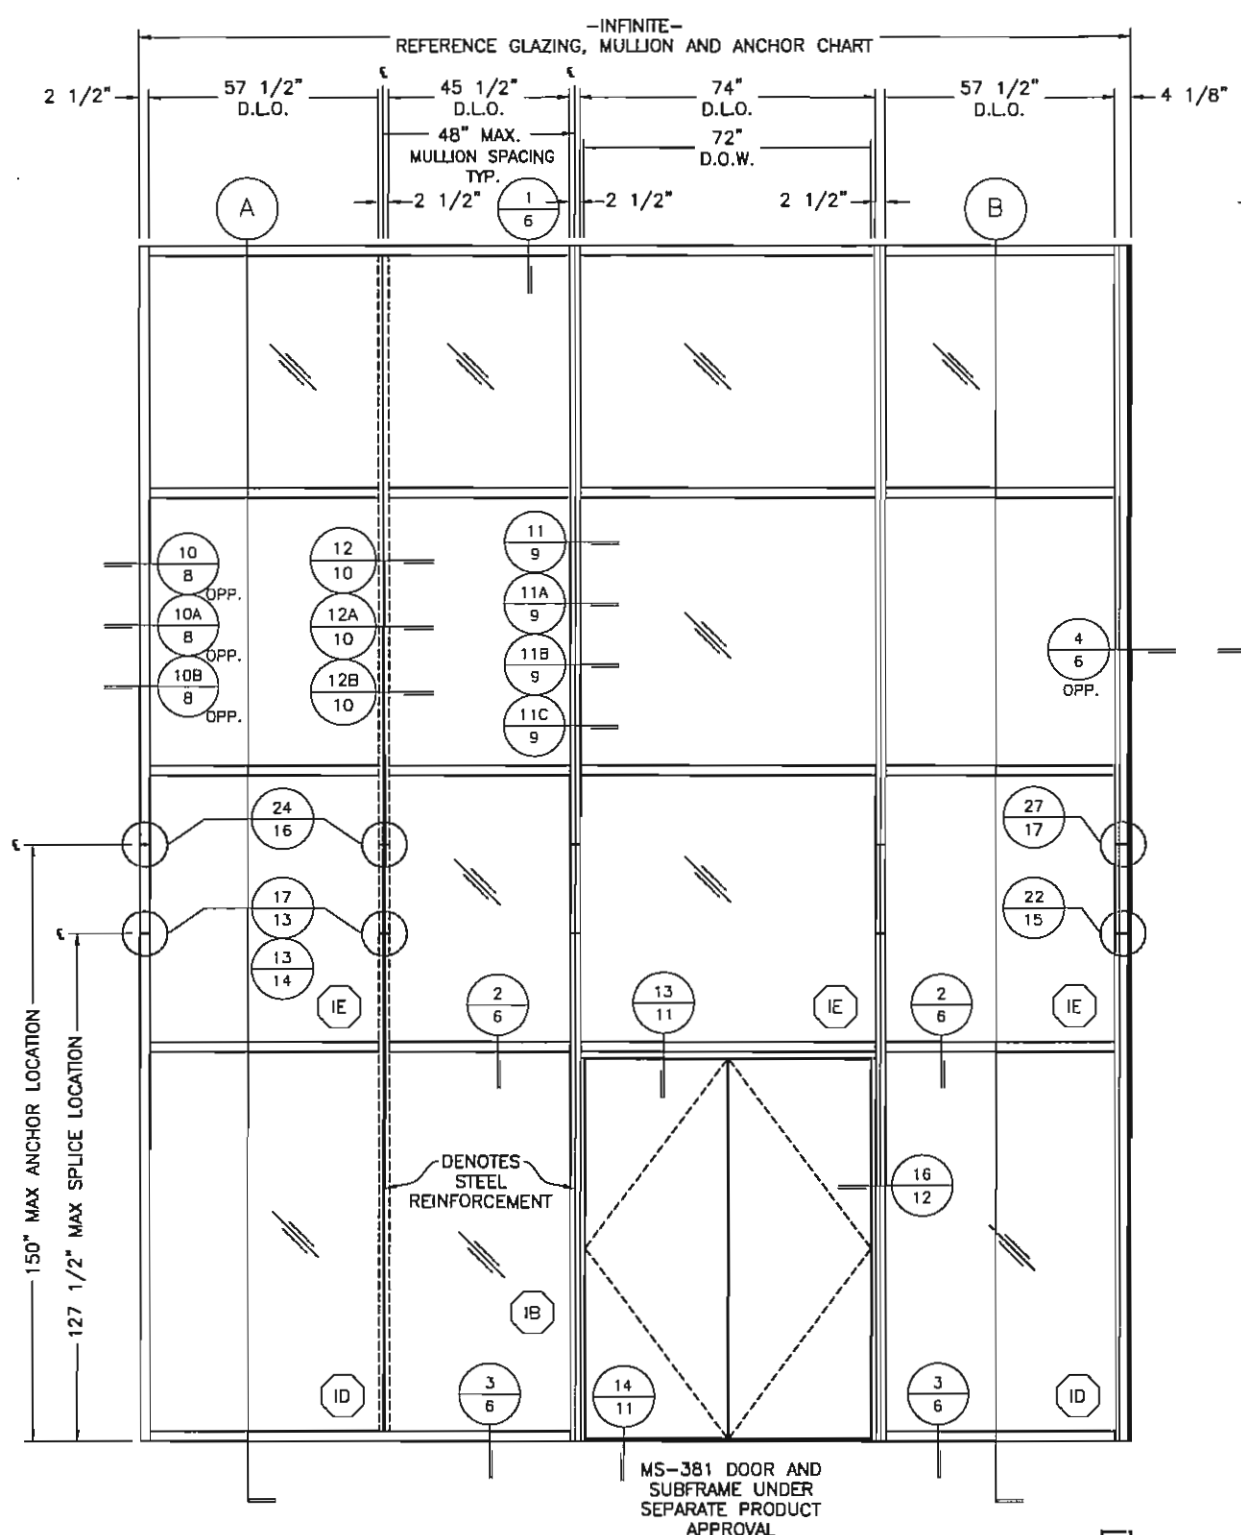 -INFINITE-
REFERENCE GLAZING, MULLION AND ANCHOR CHART
2 1/2"
57 1/2"
D.L.O.
45 1/2"
D.L.O.
74"
D.L.O.
57 1/2"
D.L.O.
4 1/8"
48" MAX.
MULLION SPACING
TYP.
72"
D.O.W.
A
2 1/2"
1
6
2 1/2"
2 1/2"
B
10
8
OPP.
10A
8
OPP.
10B
8
OPP.
12
10
12A
10
12B
10
11
9
11A
9
11B
9
11C
9
4
6
OPP.
24
16
27
17
17
13
13
14
22
15
IE
2
6
13
11
IE
2
6
IE
150" MAX ANCHOR LOCATION
127 1/2" MAX SPLICE LOCATION
DENOTES
STEEL
REINFORCEMENT
16
12
IB
ID
3
6
14
11
3
6
ID
MS-381 DOOR AND
SUBFRAME UNDER
SEPARATE PRODUCT
APPROVAL